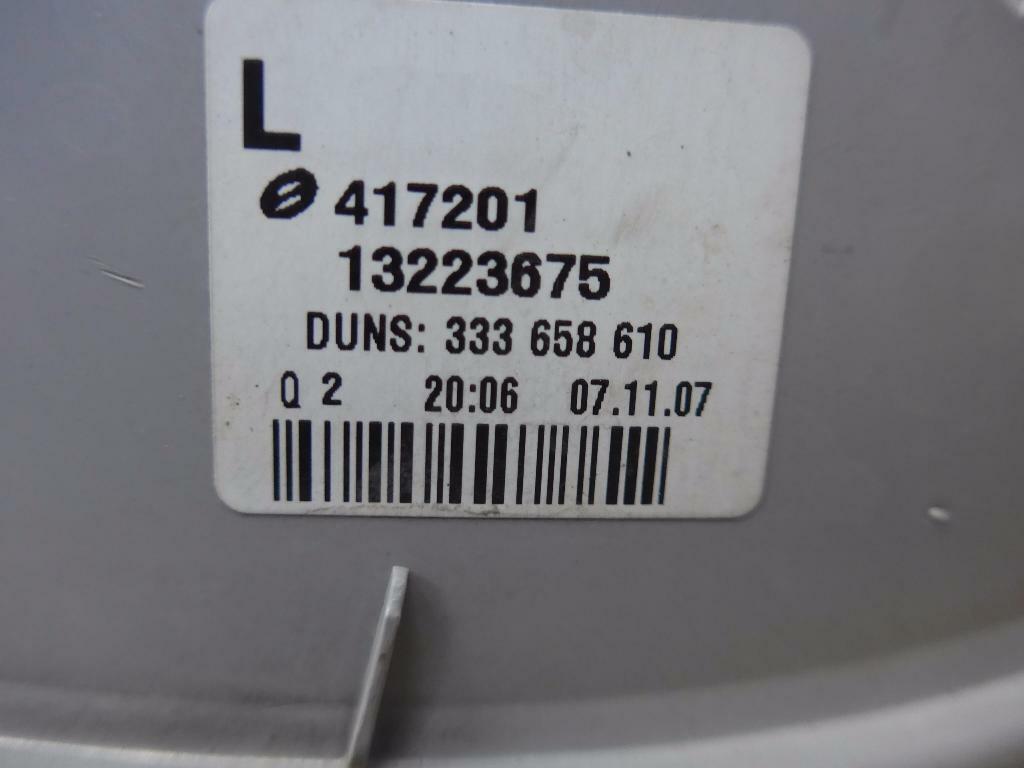 L
417201
13223675
DUNS: 333 658 610
Q 2 20:06 07.11.07